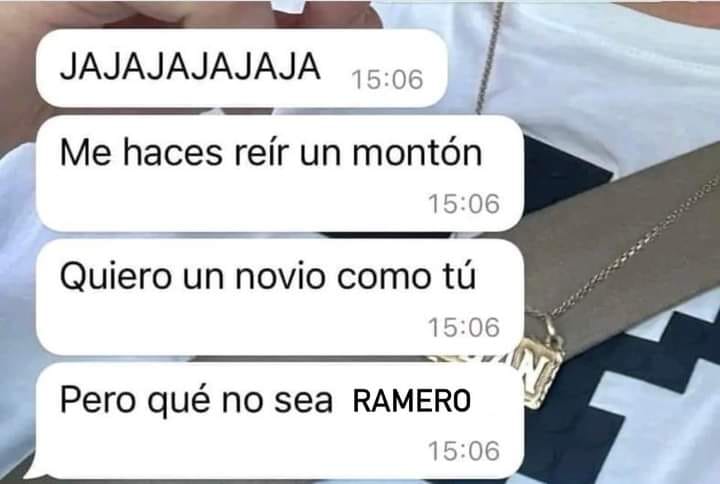 JAJAJAJAJAJA 15:06
Me haces reír un montón
15:06
Quiero un novio como tú
15:06
Pero qué no sea RAMERO
15:06